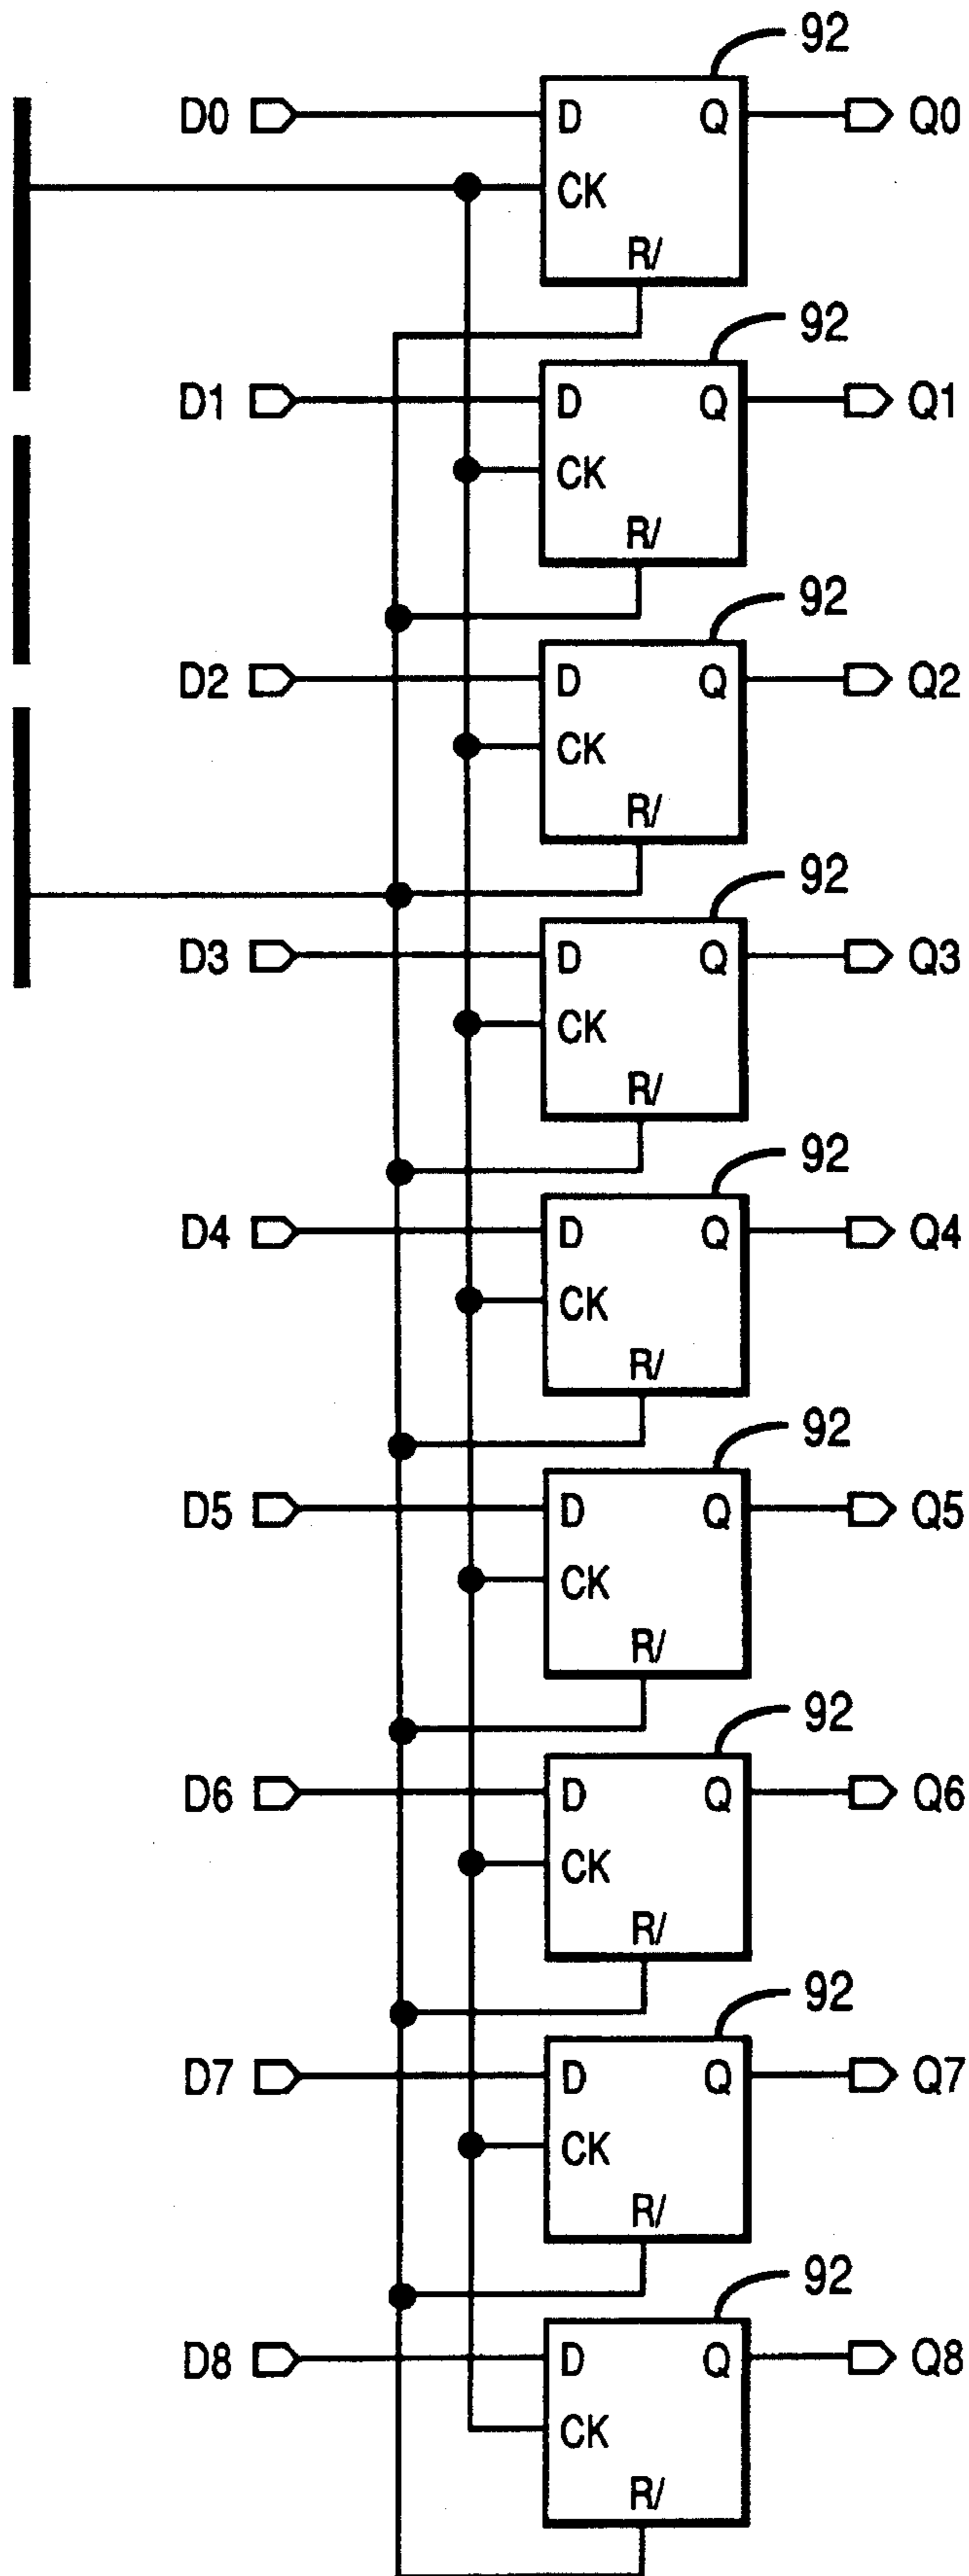 92
D0 D Q Q0
CK
R/
92
D1 D Q Q1
CK
R/
92
D2 D Q Q2
CK
R/
92
D3 D Q Q3
CK
R/
92
D4 D Q Q4
CK
R/
92
D5 D Q Q5
CK
R/
92
D6 D Q Q6
CK
R/
92
D7 D Q Q7
CK
R/
92
D8 D Q Q8
CK
R/